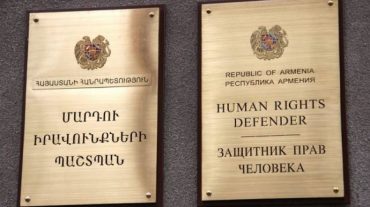 ՀԱՅԱՍՏԱՆԻ ՀԱՆՐԱՊԵՏՈՒԹՅՈՒՆ
ՄԱՐԴՈՒ
ԻՐԱՎՈՒՆՔՆԵՐԻ
ՊԱՇՏՊԱՆ
REPUBLIC OF ARMENIA
РЕСПУБЛИКА АРМЕНИЯ
HUMAN RIGHTS
DEFENDER
ЗАЩИТНИК ПРАВ
ЧЕЛОВЕКА